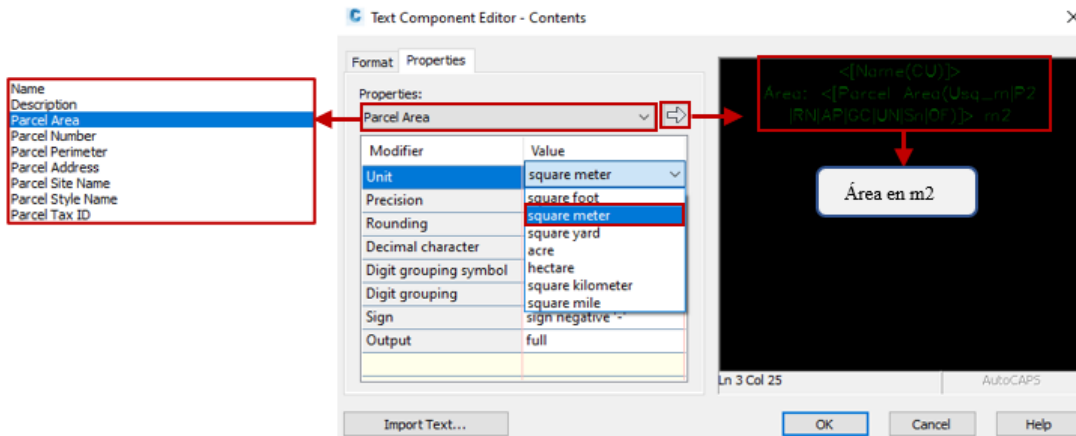 Text Component Editor - Contents
Format
Properties
Properties:
Parcel Area
Name
Description
Parcel Area
Parcel Number
Parcel Perimeter
Parcel Address
Parcel Site Name
Parcel Style Name
Parcel Tax ID
Modifier Value
Unit square meter
Precision
Rounding
Decimal character
Digit grouping symbol
Digit grouping
Sign sign negative '-'
Output full
square foot
square meter
square yard
acre
hectare
square kilometer
square mile
<[Name(CU)]>
Área: <[Parcel Area(Usq_m|P2
|RN|AP|GC|UN|Sn|OF)]> m2
Área en m2
Ln 3 Col 25
AutoCAPS
Import Text...
OK
Cancel
Help